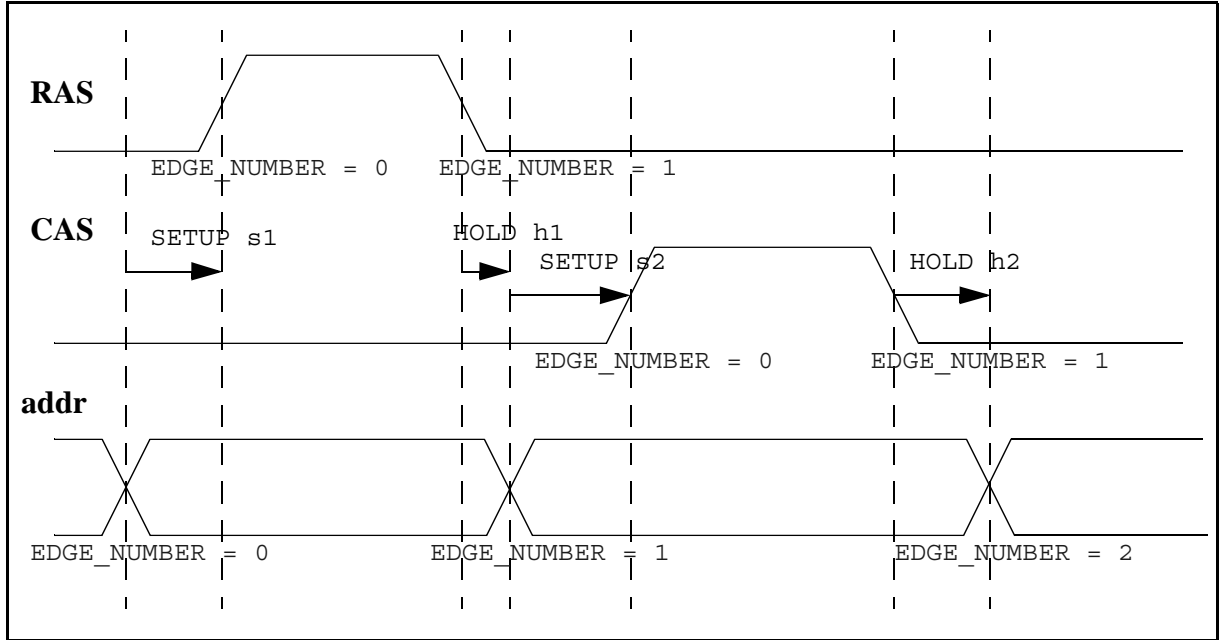 RAS
EDGE_NUMBER = 0 EDGE_NUMBER = 1
CAS
SETUP s1 HOLD h1
SETUP s2 HOLD h2
EDGE_NUMBER = 0 EDGE_NUMBER = 1
addr
EDGE_NUMBER = 0 EDGE_NUMBER = 1 EDGE_NUMBER = 2